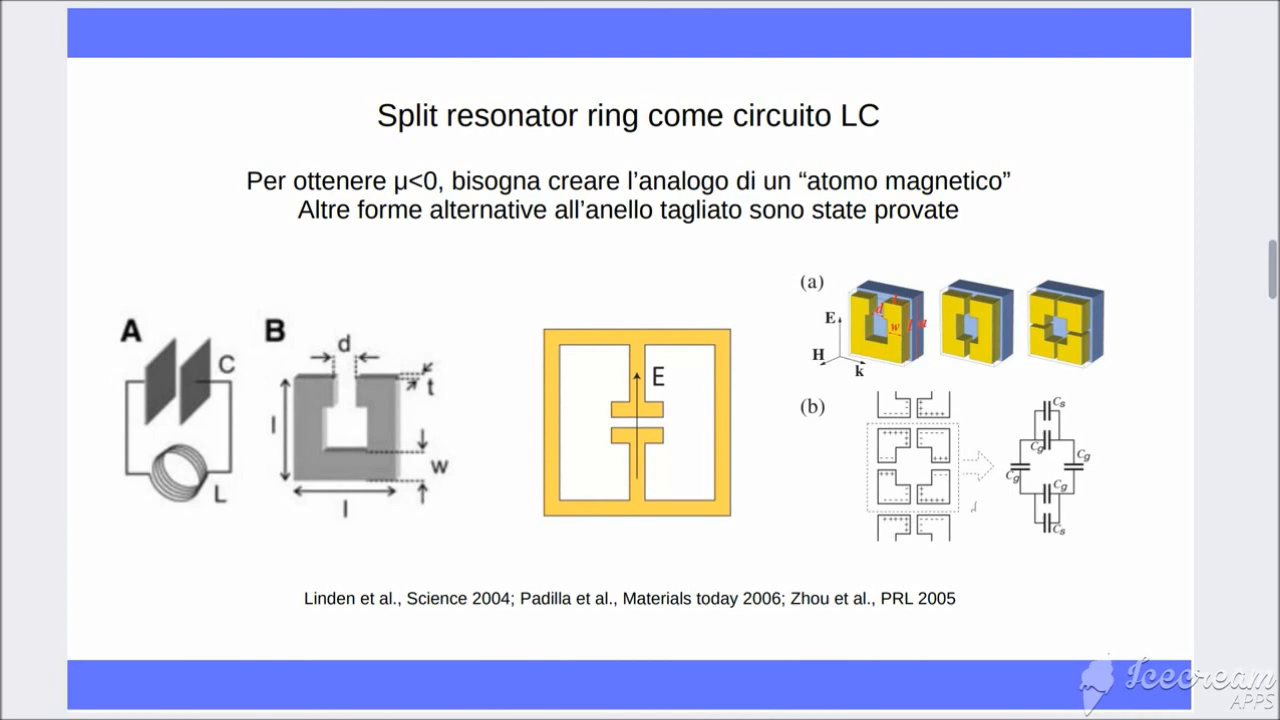 Split resonator ring come circuito LC
Per ottenere μ<0, bisogna creare l’analogo di un “atomo magnetico”
Altre forme alternative all’anello tagliato sono state provate
A
C
L
B
d
t
l
w
l
E
(a)
E
H
k
d
w
(b)
Cs
Cg
Cg
Cg
Cg
Cs
Linden et al., Science 2004; Padilla et al., Materials today 2006; Zhou et al., PRL 2005
Icecream
APPS